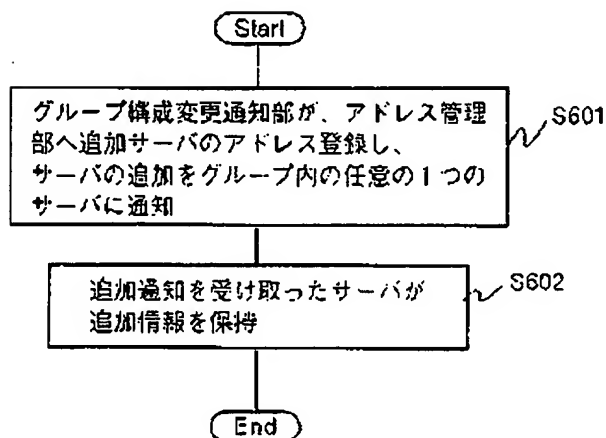 Start
グループ構成変更通知部が、アドレス管理
部へ追加サーバのアドレス登録し、
サーバの追加をグループ内の任意の1つの
サーバに通知
S601
追加通知を受け取ったサーバが
追加情報を保持
S602
End